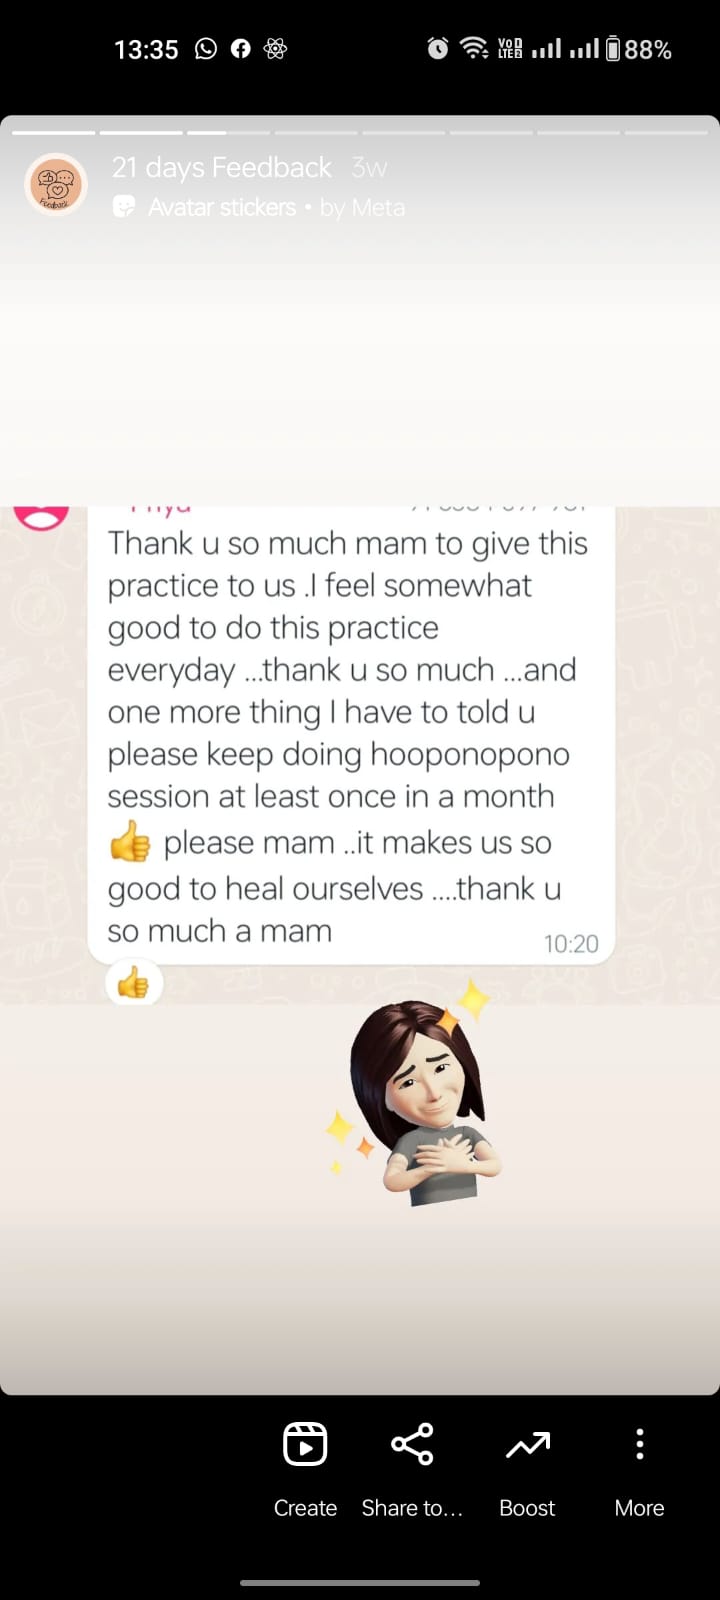 13:35 VoD LTE2 88%
21 days Feedback 3w
Avatar stickers • by Meta
Feedback
Thank u so much mam to give this
practice to us .I feel somewhat
good to do this practice
everyday ...thank u so much ...and
one more thing I have to told u
please keep doing hooponopono
session at least once in a month
👍 please mam ..it makes us so
good to heal ourselves ....thank u
so much a mam
10:20
👍
Create Share to... Boost More